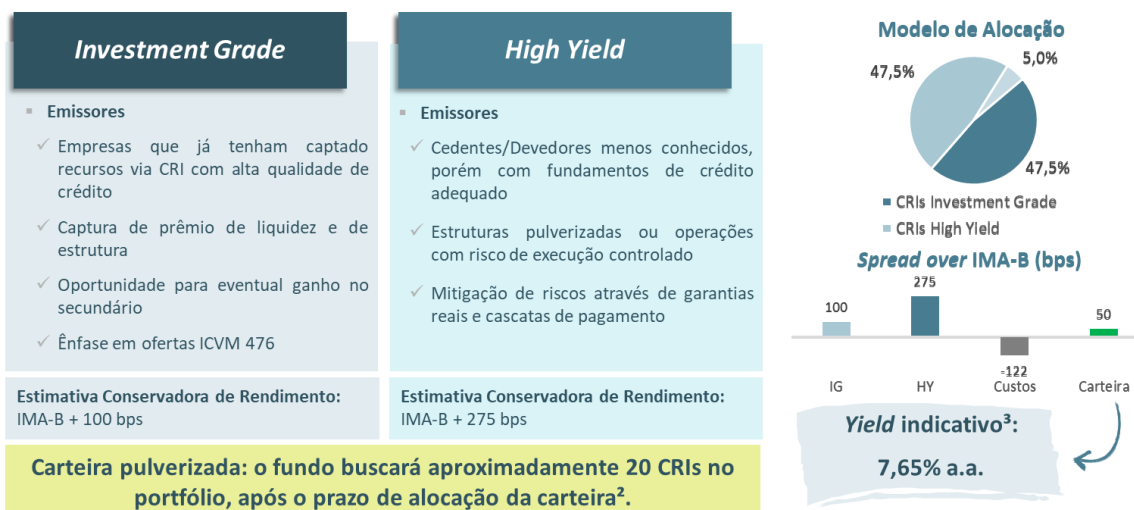 Investment Grade
Emissores
Empresas que já tenham captado
recursos via CRI com alta qualidade de
crédito
Captura de prêmio de liquidez e de
estrutura
Oportunidade para eventual ganho no
secundário
Ênfase em ofertas ICVM 476
Estimativa Conservadora de Rendimento:
IMA-B + 100 bps
High Yield
Emissores
Cedentes/Devedores menos conhecidos,
porém com fundamentos de crédito
adequado
Estruturas pulverizadas ou operações
com risco de execução controlado
Mitigação de riscos através de garantias
reais e cascatas de pagamento
Estimativa Conservadora de Rendimento:
IMA-B + 275 bps
Carteira pulverizada: o fundo buscará aproximadamente 20 CRIs no
portfólio, após o prazo de alocação da carteira².
Modelo de Alocação
5,0%
47,5%
47,5%
CRIs Investment Grade
CRIs High Yield
Spread over IMA-B (bps)
275
100
50
-122
IG HY Custos Carteira
Yield indicativo³:
7,65% a.a.